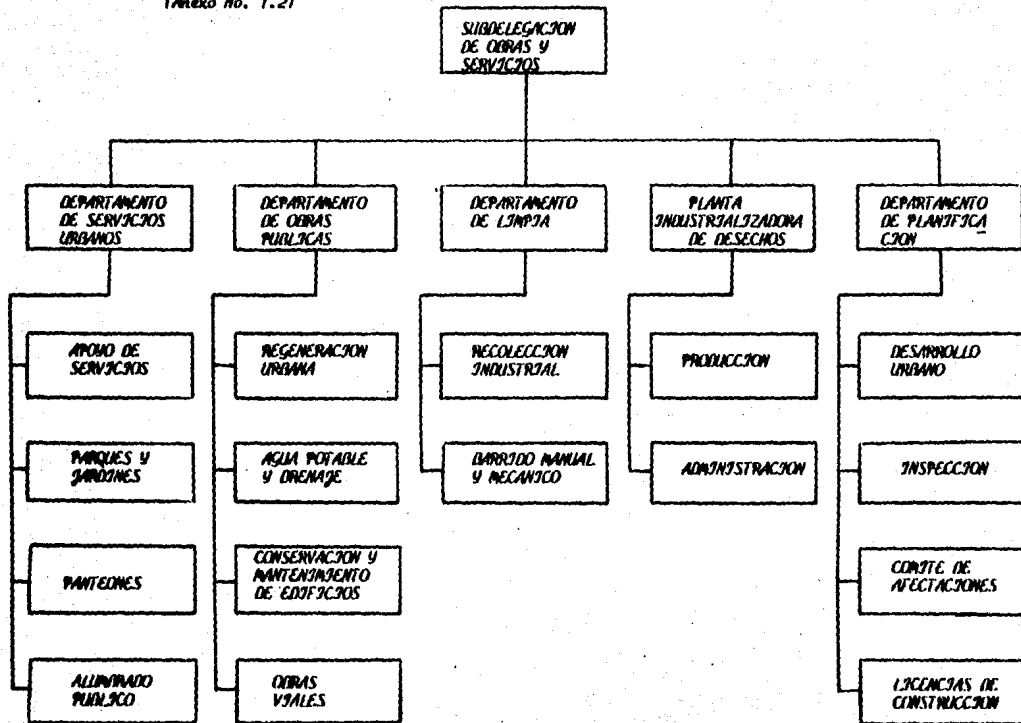 No. 1.21
SUBDELEGACION
DE OBRAS Y
SERVICIOS
DEPARTAMENTO
DE SERVICIOS
URBANOS
DEPARTAMENTO
DE OBRAS
PUBLICAS
DEPARTAMENTO
DE LIMPIA
PLANTA
INDUSTRIALIZADORA
DE DESECHOS
DEPARTAMENTO
DE PLANIFICA
CION
APOYO DE
SERVICIOS
PARQUES Y
JARDINES
PANTEONES
ALUMBRADO
PUBLICO
REGENERACION
URBANA
AGUA POTABLE
Y DRENAJE
CONSERVACION Y
MANTENIMIENTO
DE EDIFICIOS
OBRAS
VIALES
RECOLECCION
INDUSTRIAL
BARRIDO MANUAL
Y MECANICO
PRODUCCION
ADMINISTRACION
DESARROLLO
URBANO
INSPECCION
COMITE DE
AFECTACIONES
LICENCIAS DE
CONSTRUCCION